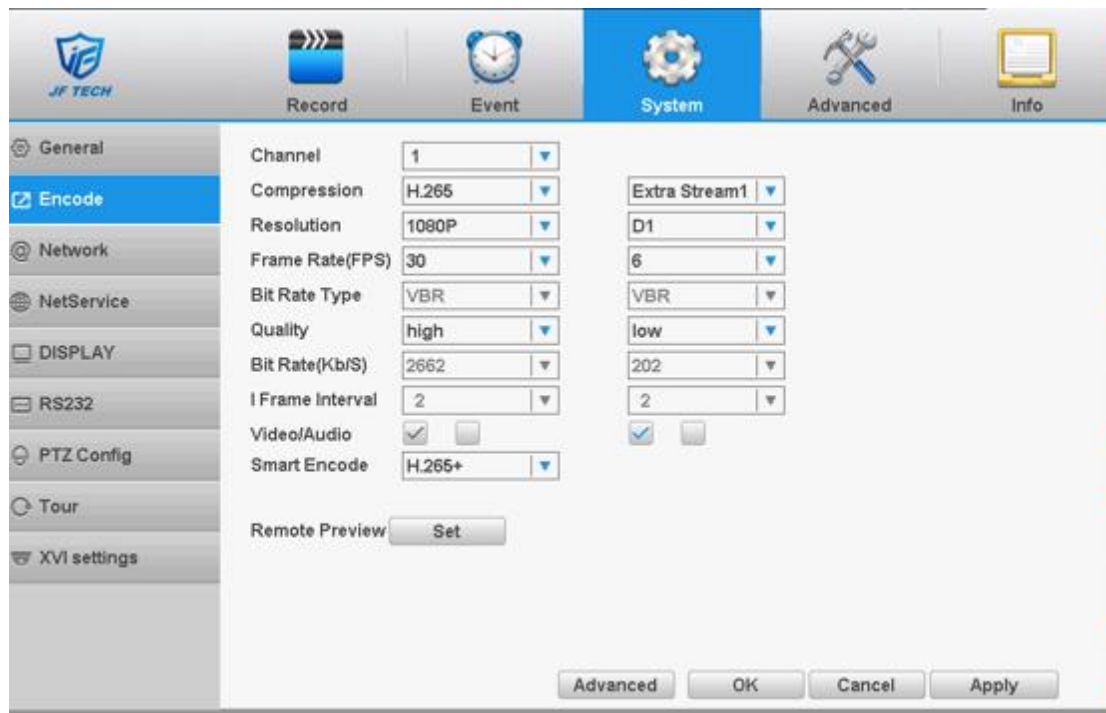 JF TECH
Record Event System Advanced Info
General
Encode
Network
NetService
DISPLAY
RS232
PTZ Config
Tour
XVI settings
Channel 1
Compression H.265 Extra Stream1
Resolution 1080P D1
Frame Rate(FPS) 30 6
Bit Rate Type VBR VBR
Quality high low
Bit Rate(Kb/S) 2662 202
I Frame Interval 2 2
Video/Audio
Smart Encode H.265+
Remote Preview Set
Advanced OK Cancel Apply